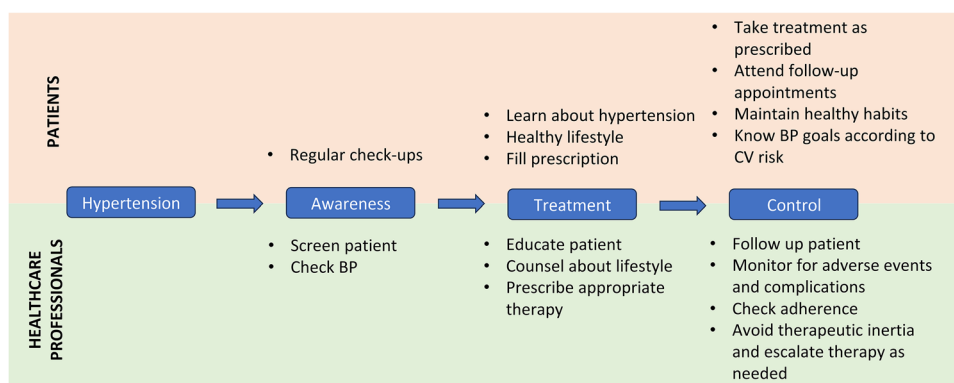 PATIENTS
• Regular check-ups
• Learn about hypertension
• Healthy lifestyle
• Fill prescription
• Take treatment as
prescribed
• Attend follow-up
appointments
• Maintain healthy habits
• Know BP goals according to
CV risk
Hypertension
Awareness
Treatment
Control
HEALTHCARE
PROFESSIONALS
• Screen patient
• Check BP
• Educate patient
• Counsel about lifestyle
• Prescribe appropriate
therapy
• Follow up patient
• Monitor for adverse events
and complications
• Check adherence
• Avoid therapeutic inertia
and escalate therapy as
needed